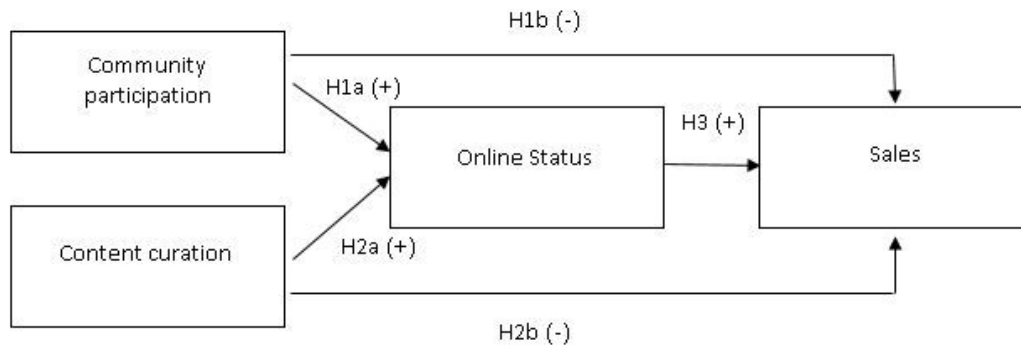 H1b (-)
Community
participation
H1a (+)
H3 (+)
Online Status
Sales
Content curation
H2a (+)
H2b (-)